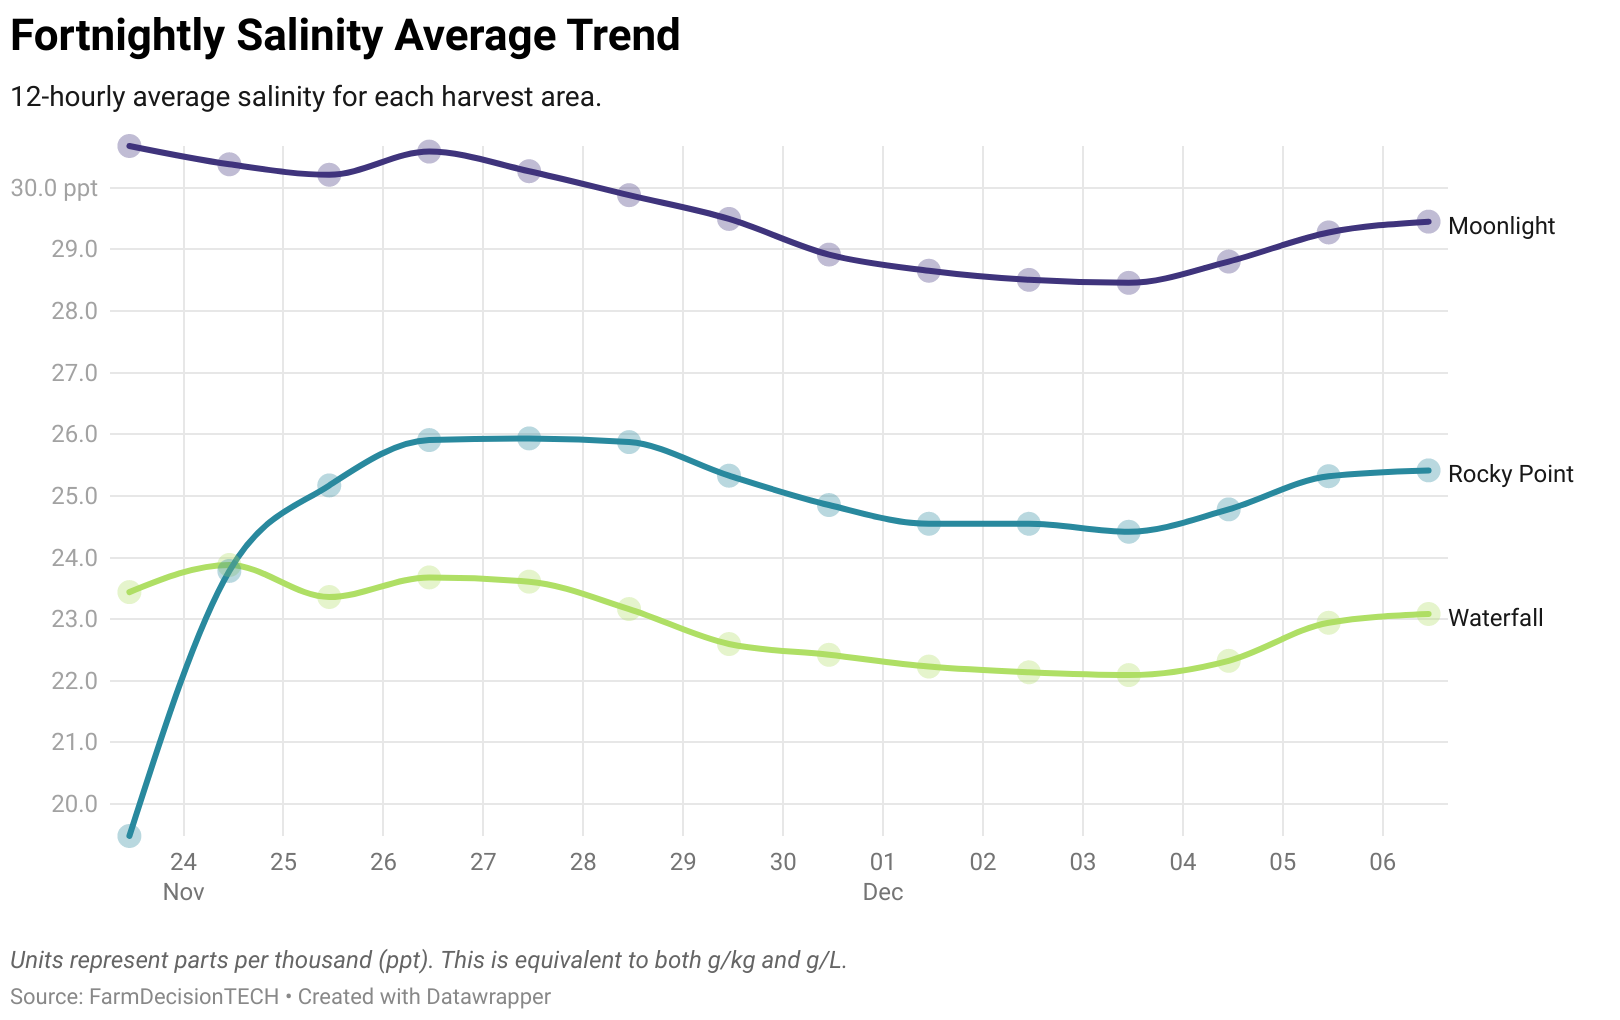 Fortnightly Salinity Average Trend
12-hourly average salinity for each harvest area.
30.0 ppt
29.0
28.0
27.0
26.0
25.0
24.0
23.0
22.0
21.0
20.0
Moonlight
Rocky Point
Waterfall
24 25 26 27 28 29 30 01 02 03 04 05 06
Nov Dec
Units represent parts per thousand (ppt). This is equivalent to both g/kg and g/L.
Source: FarmDecisionTECH • Created with Datawrapper